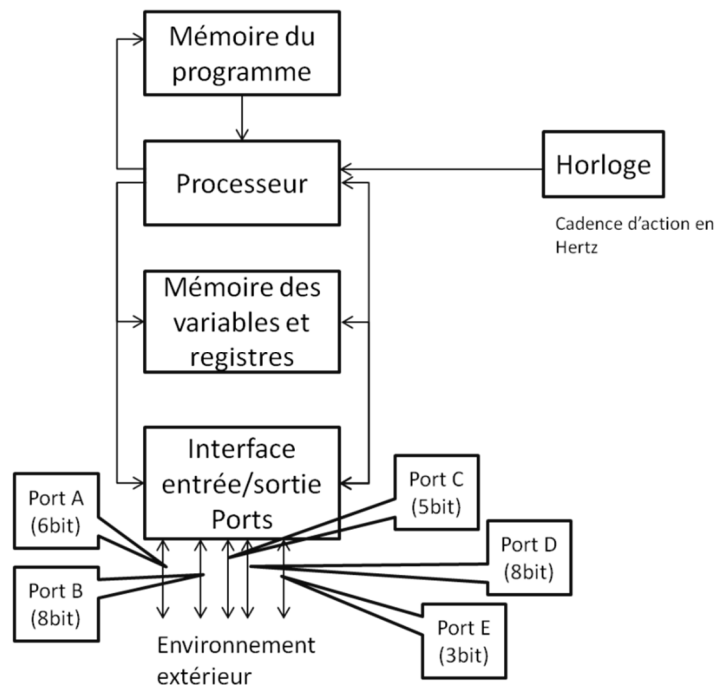 Mémoire du
programme
Processeur
Horloge
Cadence d'action en
Hertz
Mémoire des
variables et
registres
Interface
entrée/sortie
Ports
Port A
(6bit)
Port B
(8bit)
Port C
(5bit)
Port D
(8bit)
Port E
(3bit)
Environnement
extérieur